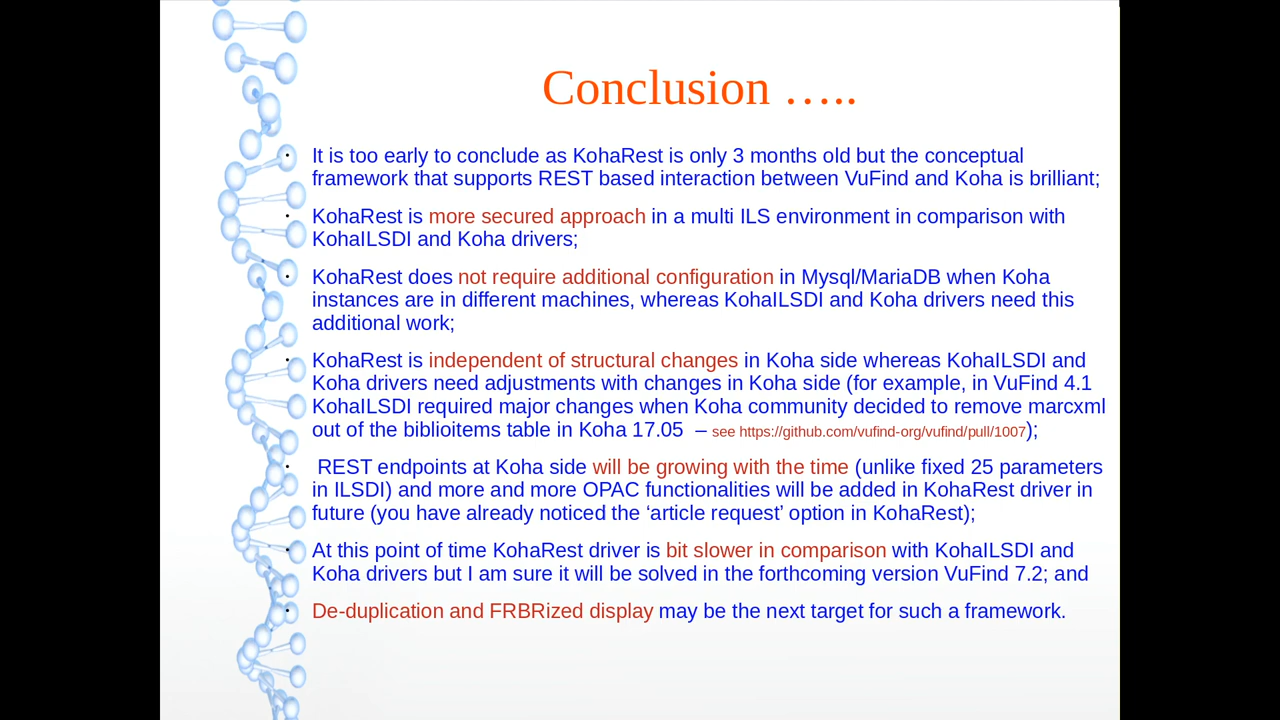 Conclusion …..
• It is too early to conclude as KohaRest is only 3 months old but the conceptual
framework that supports REST based interaction between VuFind and Koha is brilliant;
• KohaRest is more secured approach in a multi ILS environment in comparison with
KohaILSDI and Koha drivers;
• KohaRest does not require additional configuration in Mysql/MariaDB when Koha
instances are in different machines, whereas KohaILSDI and Koha drivers need this
additional work;
• KohaRest is independent of structural changes in Koha side whereas KohaILSDI and
Koha drivers need adjustments with changes in Koha side (for example, in VuFind 4.1
KohaILSDI required major changes when Koha community decided to remove marcxml
out of the biblioitems table in Koha 17.05 – see https://github.com/vufind-org/vufind/pull/1007);
• REST endpoints at Koha side will be growing with the time (unlike fixed 25 parameters
in ILSDI) and more and more OPAC functionalities will be added in KohaRest driver in
future (you have already noticed the ‘article request’ option in KohaRest);
• At this point of time KohaRest driver is bit slower in comparison with KohaILSDI and
Koha drivers but I am sure it will be solved in the forthcoming version VuFind 7.2; and
• De-duplication and FRBRized display may be the next target for such a framework.